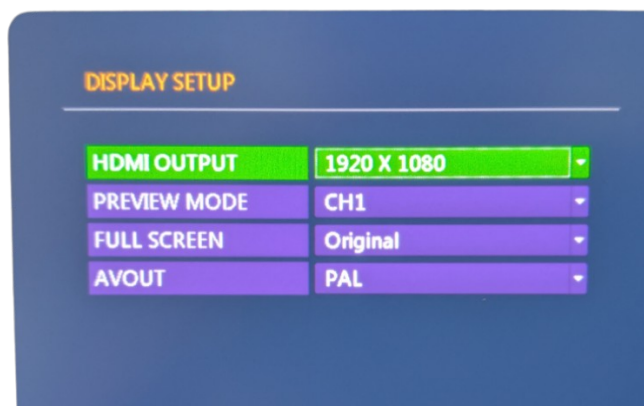 DISPLAY SETUP
HDMI OUTPUT 1920 X 1080
PREVIEW MODE CH1
FULL SCREEN Original
AVOUT PAL